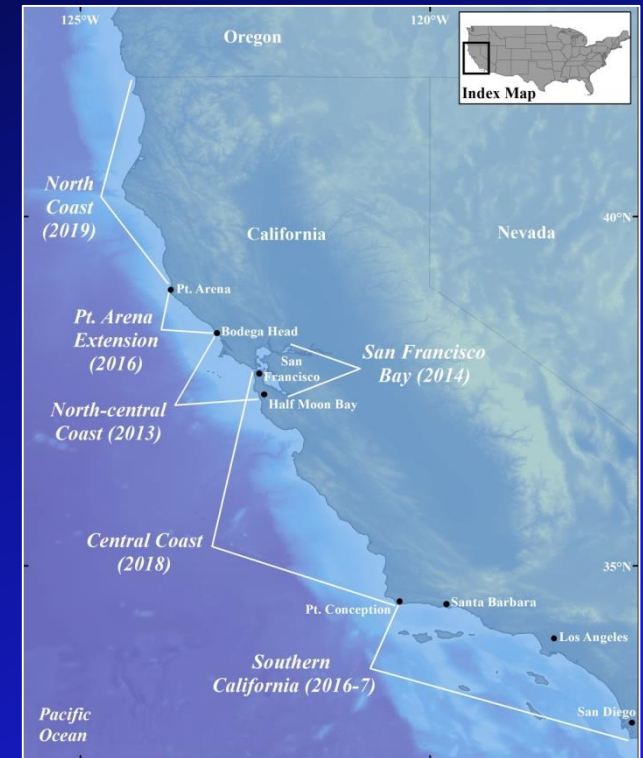 125°W
120°W
Oregon
Index Map
North
Coast
(2019)
40°N
California
Nevada
Pt. Arena
Pt. Arena
Extension
(2016)
Bodega Head
San
Francisco
San Francisco
Bay (2014)
Half Moon Bay
North-central
Coast (2013)
Central Coast
(2018)
35°N
Pt. Conception
Santa Barbara
Los Angeles
Southern
California (2016-7)
San Diego
Pacific
Ocean